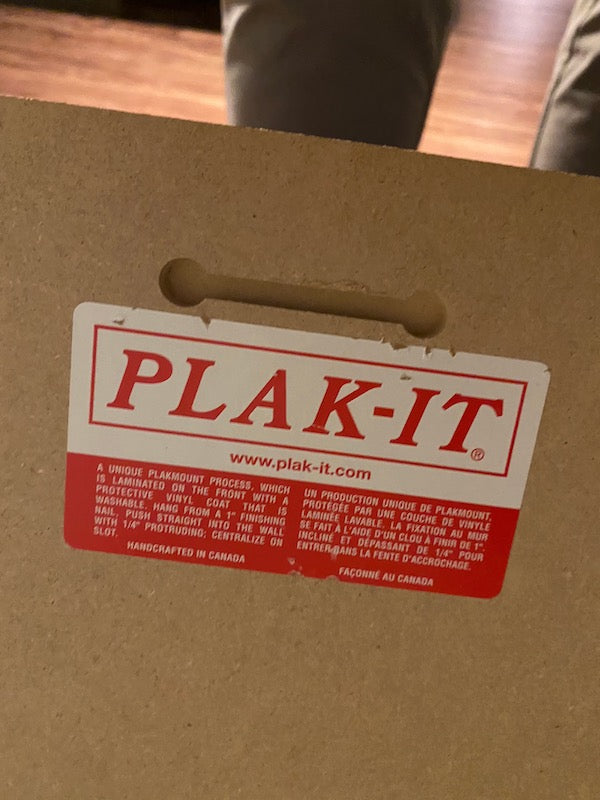 PLAK-IT®
www.plak-it.com
A UNIQUE PLAKMOUNT PROCESS, WHICH
IS LAMINATED ON THE FRONT WITH A
PROTECTIVE VINYL COAT THAT IS
WASHABLE. HANG FROM A 1" FINISHING
NAIL, PUSH STRAIGHT INTO THE WALL
WITH 1/4" PROTRUDING; CENTRALIZE ON
SLOT.
HANDCRAFTED IN CANADA
UN PRODUCTION UNIQUE DE PLAKMOUNT,
PROTÉGÉE PAR UNE COUCHE DE VINYLE
LAMINÉE LAVABLE. LA FIXATION AU MUR
SE FAIT À L'AIDE D'UN CLOU À FINIR DE 1",
INCLINÉ ET DÉPASSANT DE 1/4" POUR
ENTRER DANS LA FENTE D'ACCROCHAGE.
FAÇONNÉ AU CANADA